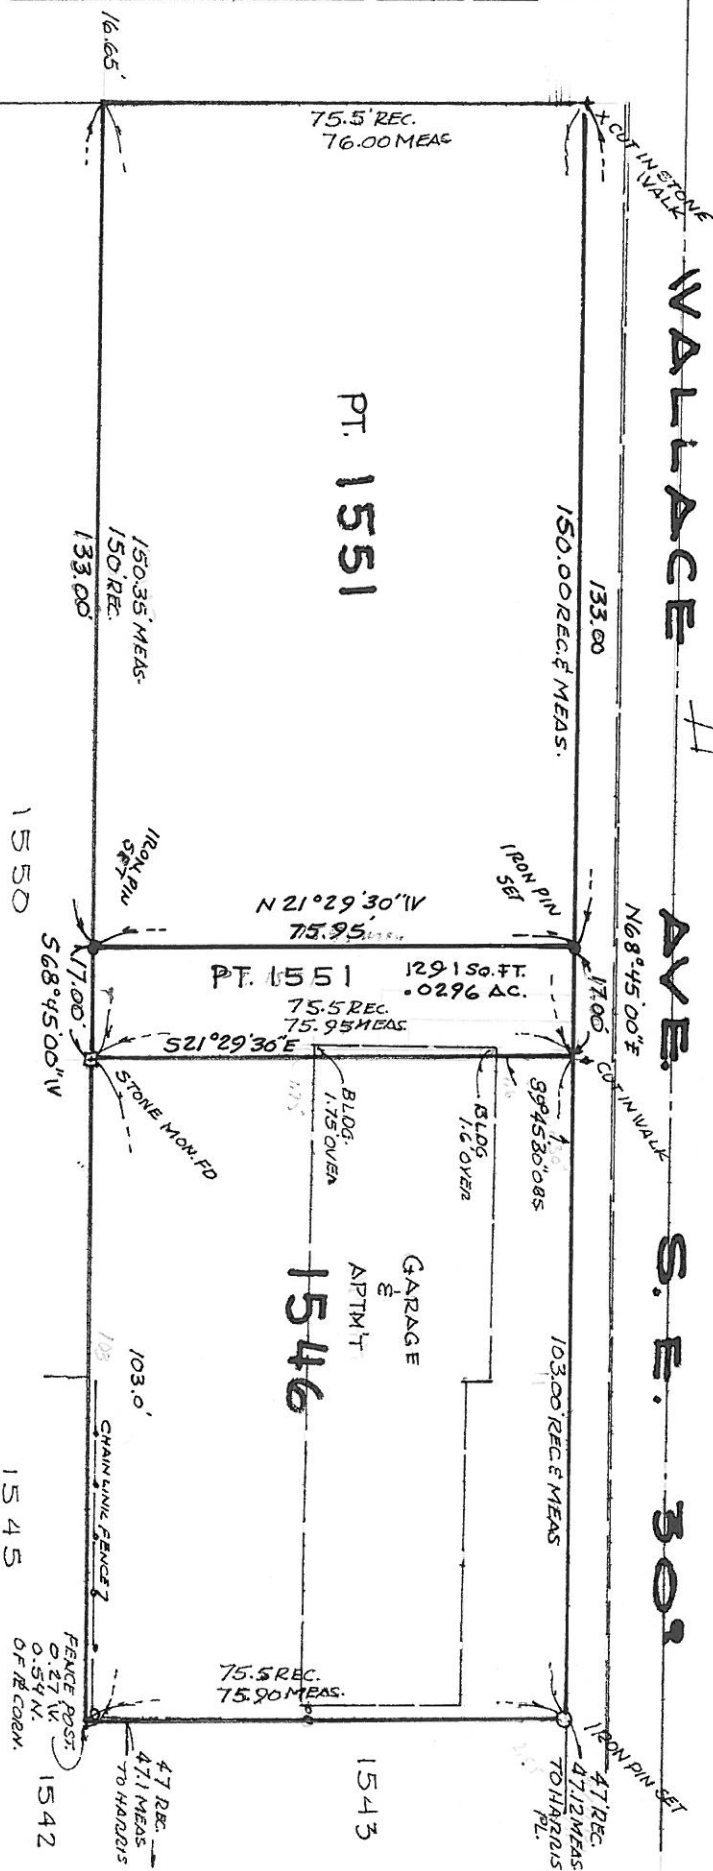 WALLACE AVE. S.E. 30'
16.65'
75.5' REC.
76.00 MEAS
X CUT IN STONE
WALK
PT. 1551
133.00
150.00 REC. & MEAS.
150.35' MEAS.
150' REC.
133.00'
1550
IRON PIN
SET
IRON PIN
SET
N 21°29'30"W
75.95'
N68°45'00"E
17.00'
PT. 1551
1291 SQ. FT.
.0296 AC.
75.5 REC.
75.95 MEAS.
S21°29'30"E
17.00'
S68°45'00"W
CUT IN WALK
89°45'30" OBS
STONE MON. FD
BLDG.
1.75' OVER
BLDG
1.6' OVER
GARAGE
&
APTM'T
1546
103.00' REC & MEAS
103.0'
CHAIN LINK FENCE
1545
75.5 REC.
75.90 MEAS.
FENCE POST
0.27 W.
0.54 N.
OF PL CORN.
1542
47 REC.
47.1 MEAS.
TO HARRIS
1543
IRON PIN SET
47' REC.
47.12 MEAS
TO HARRIS
PL.